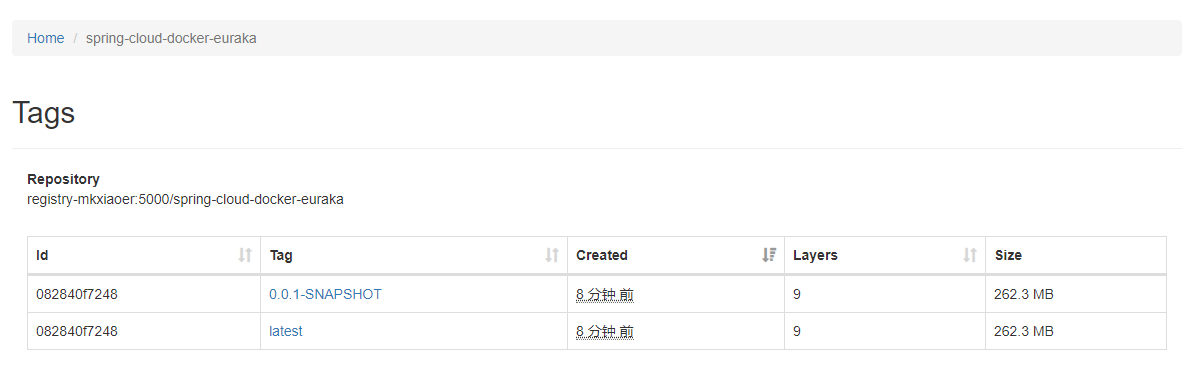 Home / spring-cloud-docker-euraka
Tags
Repository
registry-mkxiaoer:5000/spring-cloud-docker-euraka
Id Tag Created Layers Size
082840f7248 0.0.1-SNAPSHOT 8 分钟 前 9 262.3 MB
082840f7248 latest 8 分钟 前 9 262.3 MB